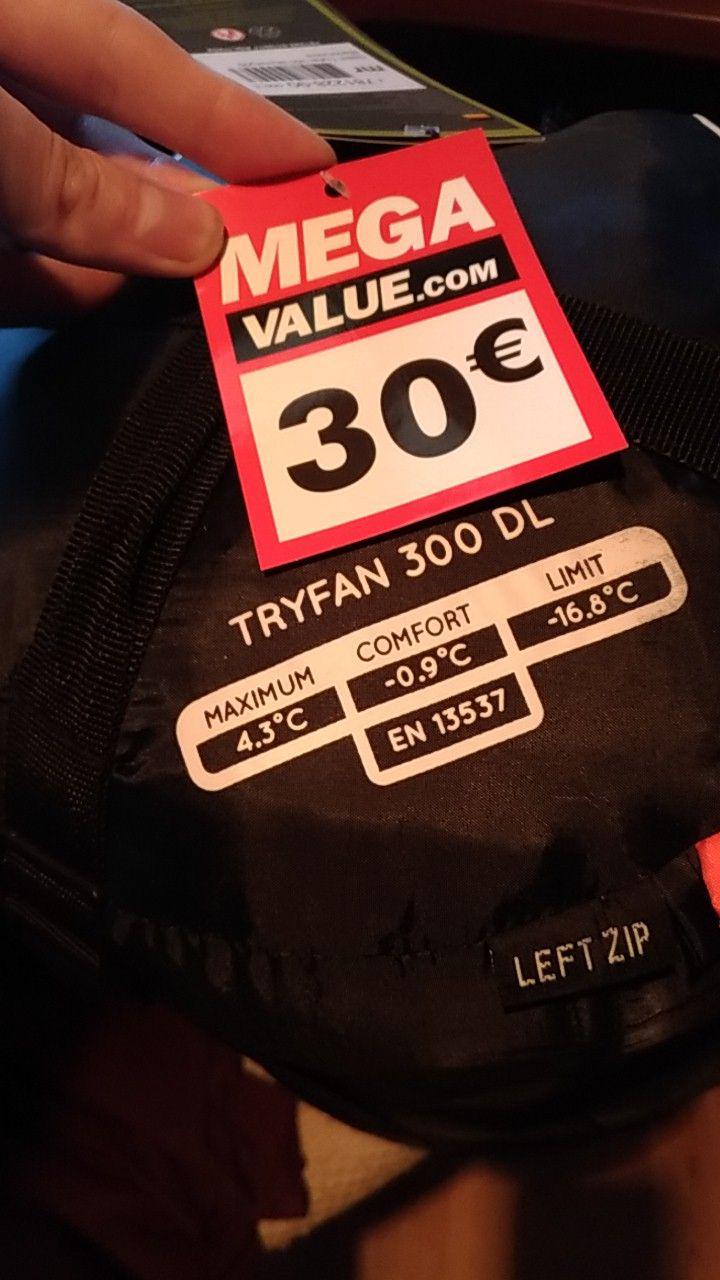 MEGA
VALUE.COM
30€
TRYFAN 300 DL
MAXIMUM COMFORT LIMIT
4.3°C -0.9°C -16.8°C
EN 13537
LEFT ZIP